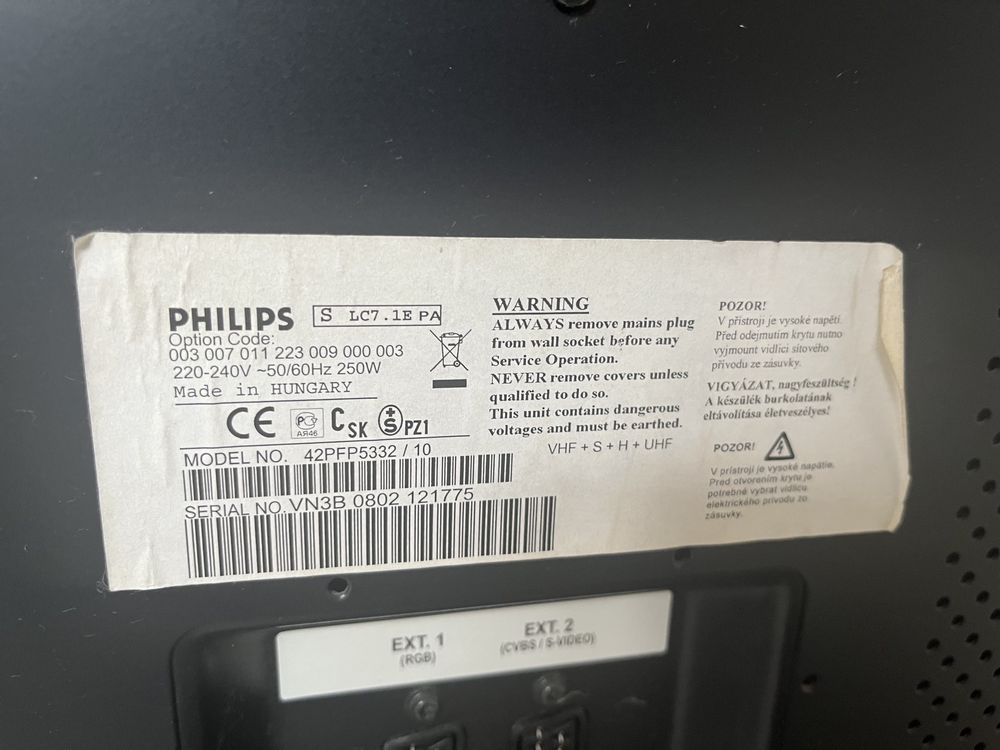 PHILIPS
S LC7.1E PA
Option Code:
003 007 011 223 009 000 003
220-240V ~50/60Hz 250W
Made in HUNGARY
CE PG АЯ46 C SK S PZ1
MODEL NO. 42PFP5332 / 10
SERIAL NO. VN3B 0802 121775
WARNING
ALWAYS remove mains plug
from wall socket before any
Service Operation.
NEVER remove covers unless
qualified to do so.
This unit contains dangerous
voltages and must be earthed.
VHF + S + H + UHF
POZOR!
V přístroji je vysoké napětí.
Před odejmutím krytu nutno
vyjmout vidlici síťového
přívodu ze zásuvky.
VIGYÁZAT, nagyfeszültség !
A készülék burkolatának
eltávolítása életveszélyes!
POZOR!
V prístroji je vysoké napätie.
Pred otvorením krytu je
potrebné vybrat vidlicu
elektrického prívodu zo
zásuvky.
EXT. 1
(RGB)
EXT. 2
(CVBS / S-VIDEO)